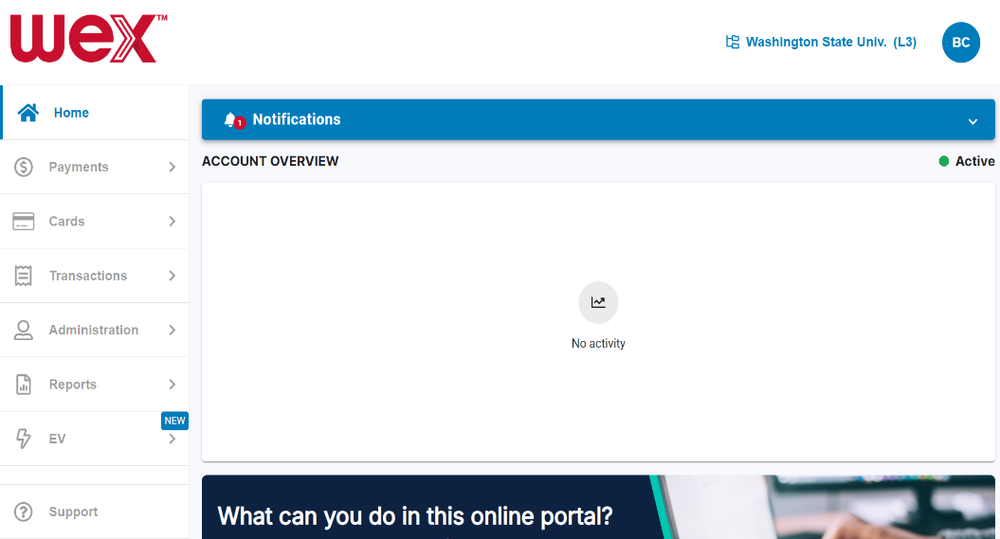 wex™
Washington State Univ. (L3)
BC
Home
Payments
Cards
Transactions
Administration
Reports
NEW
EV
Support
1
Notifications
ACCOUNT OVERVIEW
Active
No activity
What can you do in this online portal?